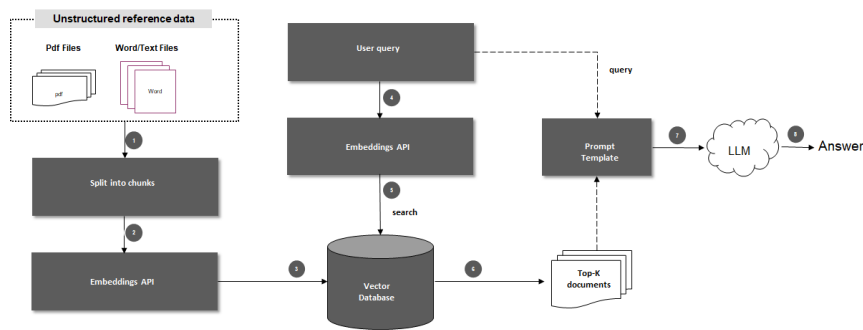 Unstructured reference data
Pdf Files
Word/Text Files
pdf
Word
1
Split into chunks
2
Embeddings API
3
User query
4
Embeddings API
5
search
Vector
Database
6
Top-K
documents
query
Prompt
Template
7
LLM
8
Answer